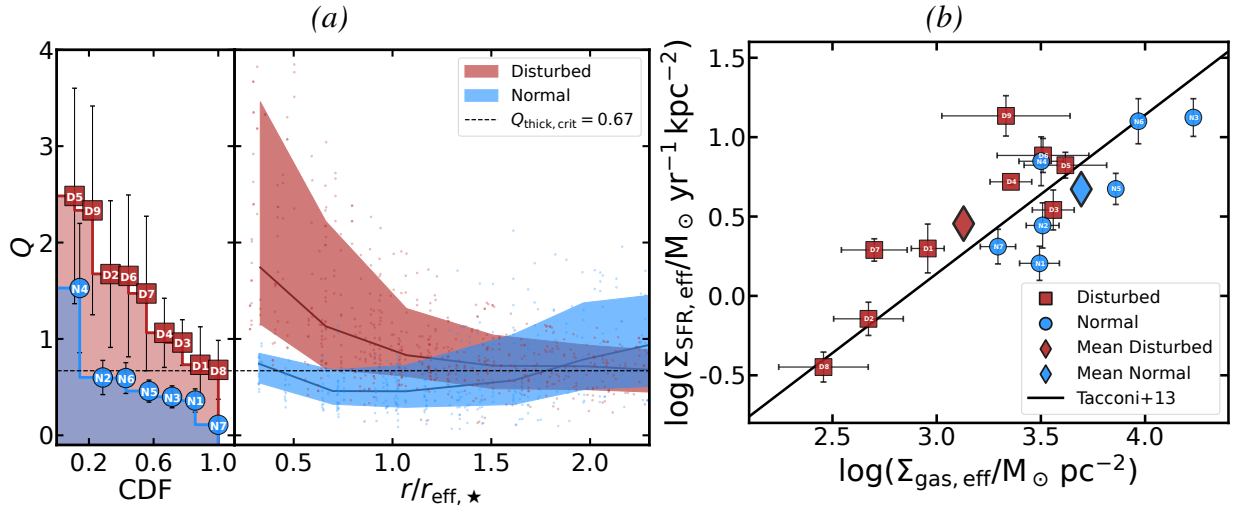 (a)
(b)
4
3
2
1
0
Q
D5
D9
D2
D6
D7
D4
D3
D1
D8
N4
N2
N6
N5
N3
N1
N7
0.2
0.6
1.0
CDF
Disturbed
Normal
Q_thick,crit = 0.67
0.5
1.0
1.5
2.0
r/r_eff,★
log(Σ_SFR,eff/M_⊙ yr⁻¹ kpc⁻²)
1.5
1.0
0.5
0.0
-0.5
D9
N6
N3
D6
N4
D5
D4
N5
D3
N2
D7
D1
N7
N1
D2
D8
Disturbed
Normal
Mean Disturbed
Mean Normal
Tacconi+13
2.5
3.0
3.5
4.0
log(Σ_gas,eff/M_⊙ pc⁻²)